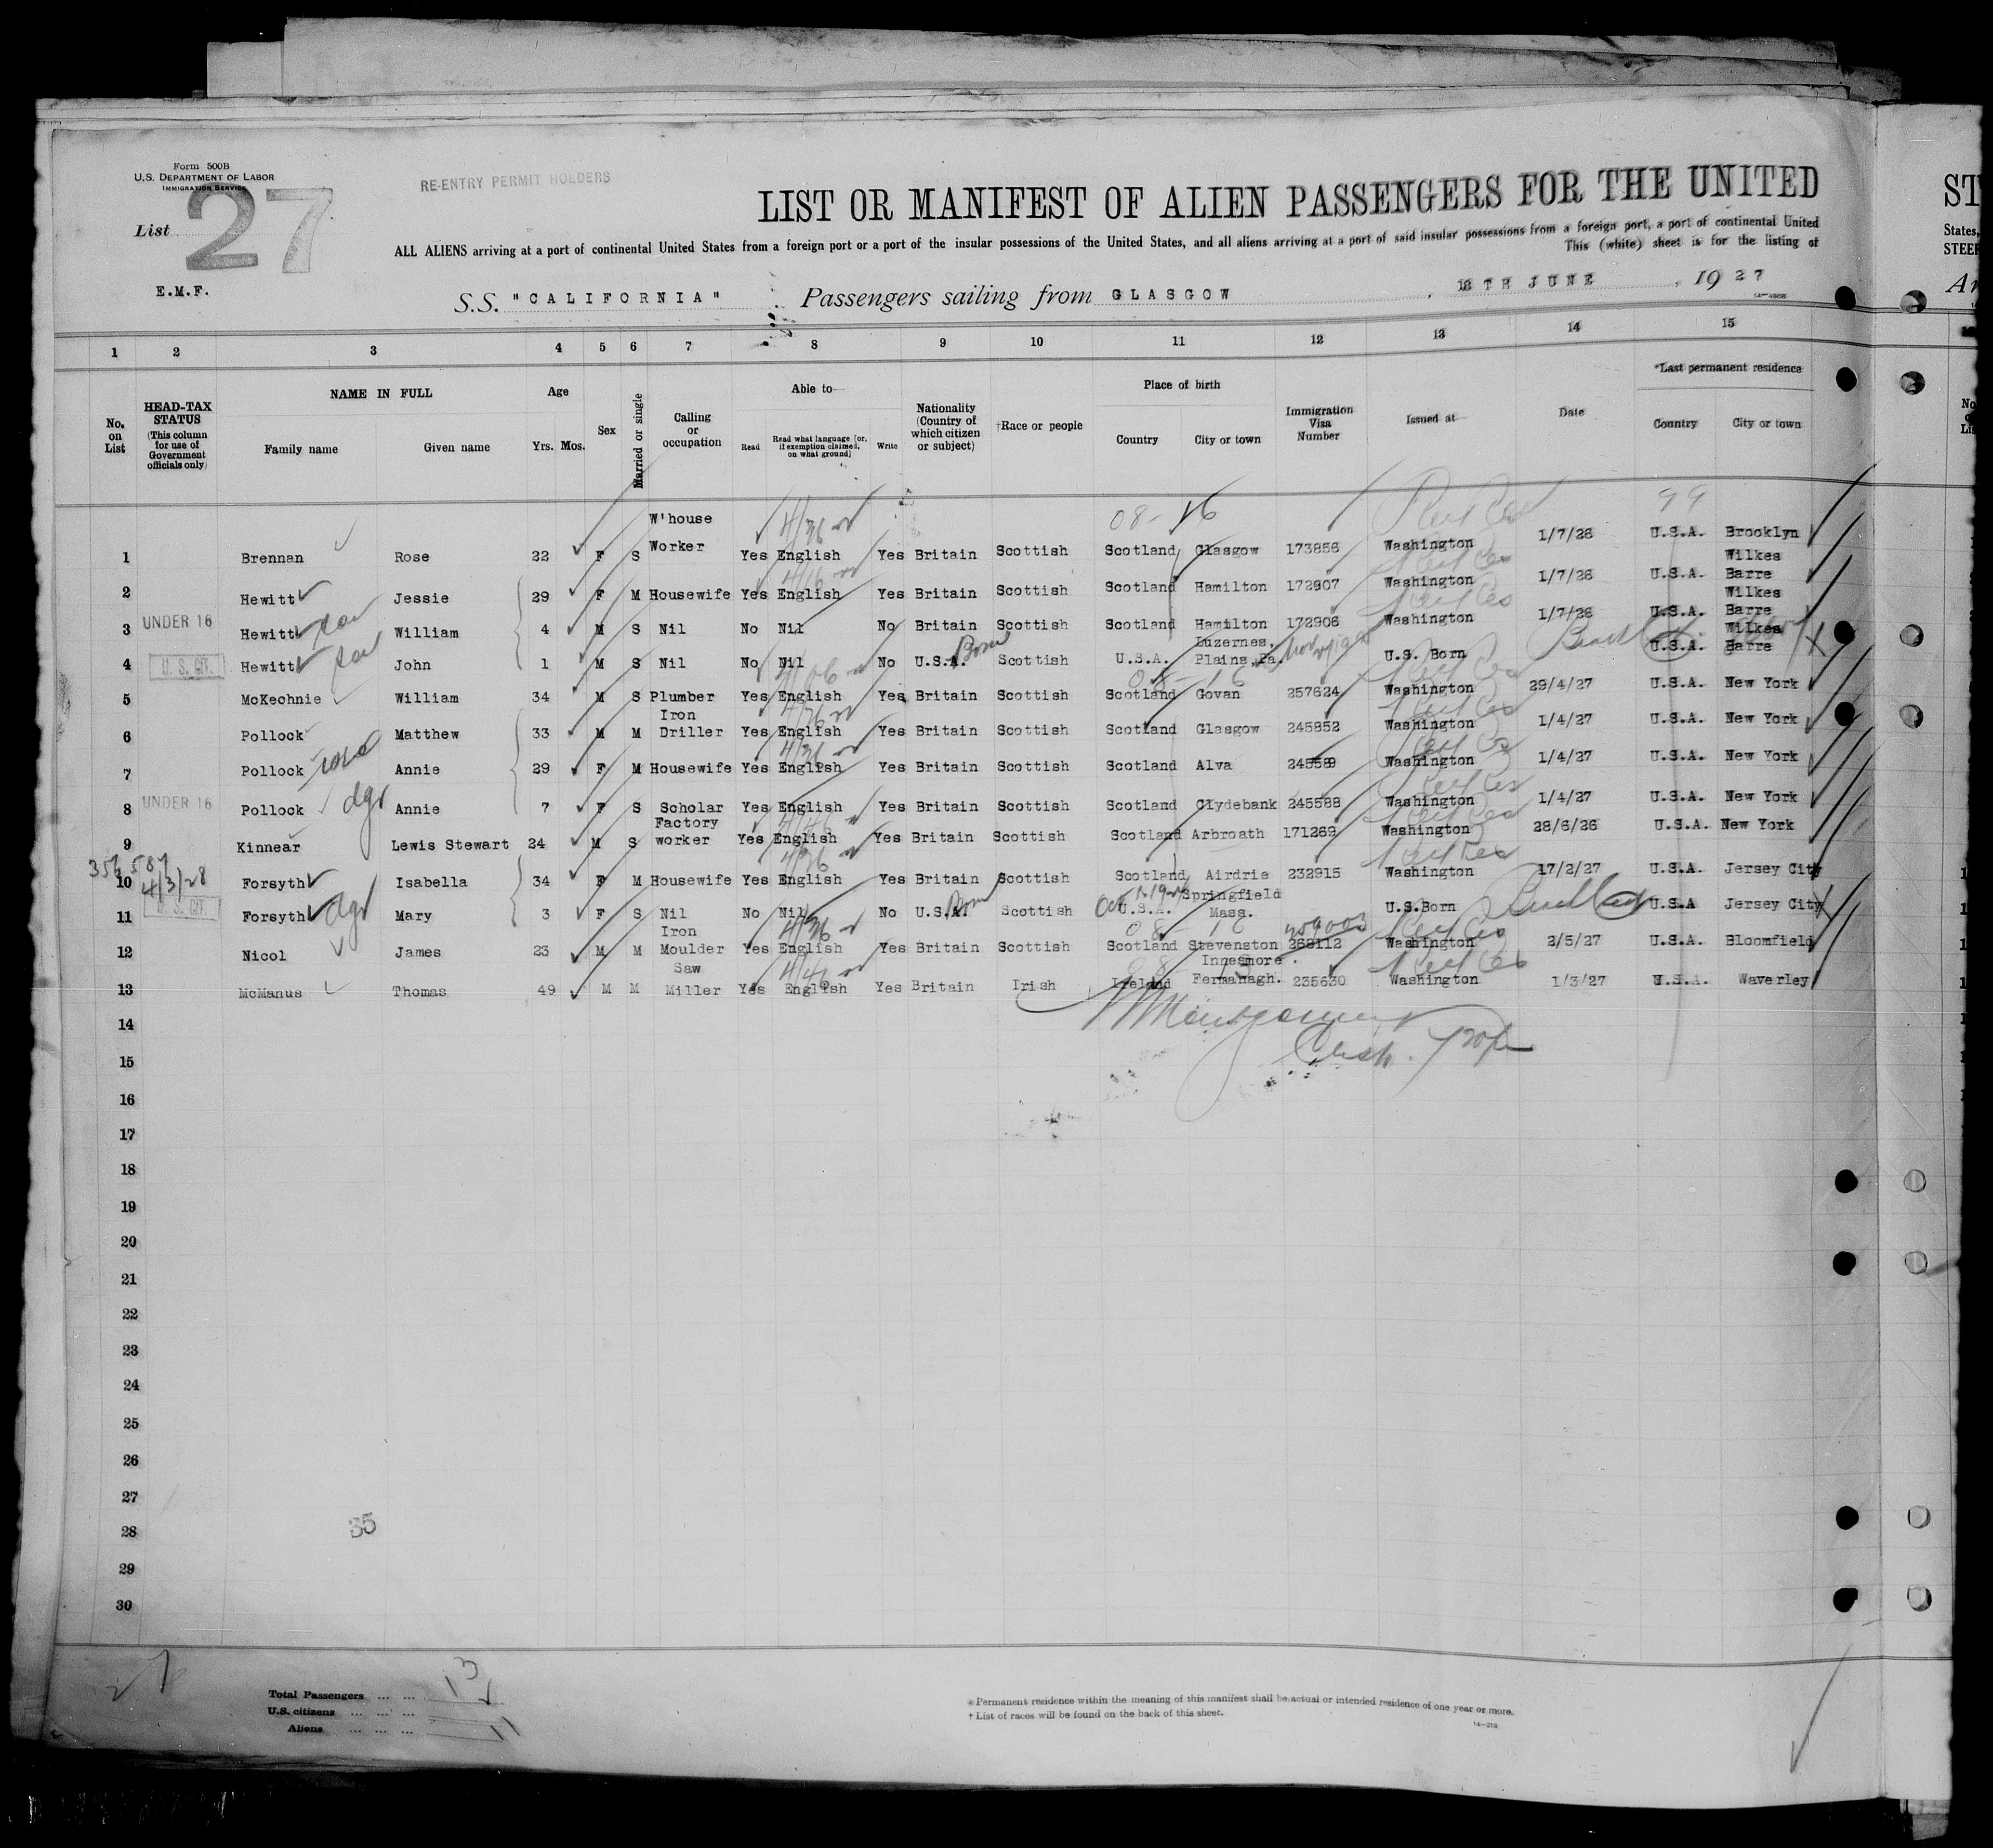 Form 500B
U.S. DEPARTMENT OF LABOR
IMMIGRATION SERVICE
RE-ENTRY PERMIT HOLDERS
List 27
E.M.F.
LIST OR MANIFEST OF ALIEN PASSENGERS FOR THE UNITED
ALL ALIENS arriving at a port of continental United States from a foreign port or a port of the insular possessions of the United States, and all aliens arriving at a port of said insular possessions from a foreign port, a port of continental United
This (white) sheet is for the listing of
S.S. "CALIFORNIA" Passengers sailing from GLASGOW, TH JUNE, 1927
1 2 3 4 5 6 7 8 9 10 11 12 13 14 15
No. on List
HEAD-TAX STATUS (This column for use of Government officials only)
NAME IN FULL
Family name Given name
Age
Yrs. Mos.
Sex
Married or single
Calling or occupation
Able to
Read Read what language [or, if exemption claimed, on what ground] Write
Nationality (Country of which citizen or subject)
†Race or people
Place of birth
Country City or town
Immigration Visa Number
Issued at
Date
*Last permanent residence
Country City or town
08-16 99
1 Brennan Rose 22 F S W'house Worker Yes English Yes Britain Scottish Scotland Glasgow 173856 Washington 1/7/26 U.S.A. Brooklyn
2 Hewitt Jessie 29 F M Housewife Yes English Yes Britain Scottish Scotland Hamilton 172907 Washington 1/7/26 U.S.A. Wilkes Barre
3 UNDER 16 Hewitt son William 4 M S Nil No Nil No Britain Scottish Scotland Hamilton 172906 Washington 1/7/26 U.S.A. Wilkes Barre
4 U.S. CIT. Hewitt son John 1 M S Nil No Nil No U.S.A. Born Scottish U.S.A. Luzernes, Plains, Pa. U.S. Born U.S.A. Wilkes Barre
5 McKechnie William 34 M S Plumber Yes English Yes Britain Scottish Scotland Govan 257624 Washington 29/4/27 U.S.A. New York
6 Pollock Matthew 33 M M Iron Driller Yes English Yes Britain Scottish Scotland Glasgow 245852 Washington 1/4/27 U.S.A. New York
7 Pollock Annie 29 F M Housewife Yes English Yes Britain Scottish Scotland Alva Washington 1/4/27 U.S.A. New York
8 UNDER 16 Pollock dgr Annie 7 F S Scholar Yes English Yes Britain Scottish Scotland Clydebank 245588 Washington 1/4/27 U.S.A. New York
9 Kinnear Lewis Stewart 24 M S Factory worker Yes English Yes Britain Scottish Scotland Arbroath 171269 Washington 28/6/26 U.S.A. New York
4/3/28
10 Forsyth Isabella 34 F M Housewife Yes English Yes Britain Scottish Scotland Airdrie 232915 Washington 17/2/27 U.S.A. Jersey City
11 U.S. CIT. Forsyth dgr Mary 3 F S Nil No Nil No U.S.A. Born Scottish U.S.A. Springfield Mass. U.S.Born U.S.A Jersey City
12 Nicol James 23 M M Iron Moulder Yes English Yes Britain Scottish Scotland Stevenston 268112 Washington 2/5/27 U.S.A. Bloomfield
13 McManus Thomas 49 M M Saw Miller Yes English Yes Britain Irish Ireland Innesmore Fermanagh. 235630 Washington 1/3/27 U.S.A. Waverley
14
15
16
17
18
19
20
21
22
23
24
25
26
27
28
29
30
35
Total Passengers ... ... 13
U.S. citizens ... ... ... 2
Aliens ... ... ... 11
*Permanent residence within the meaning of this manifest shall be actual or intended residence of one year or more.
†List of races will be found on the back of this sheet.
14—213